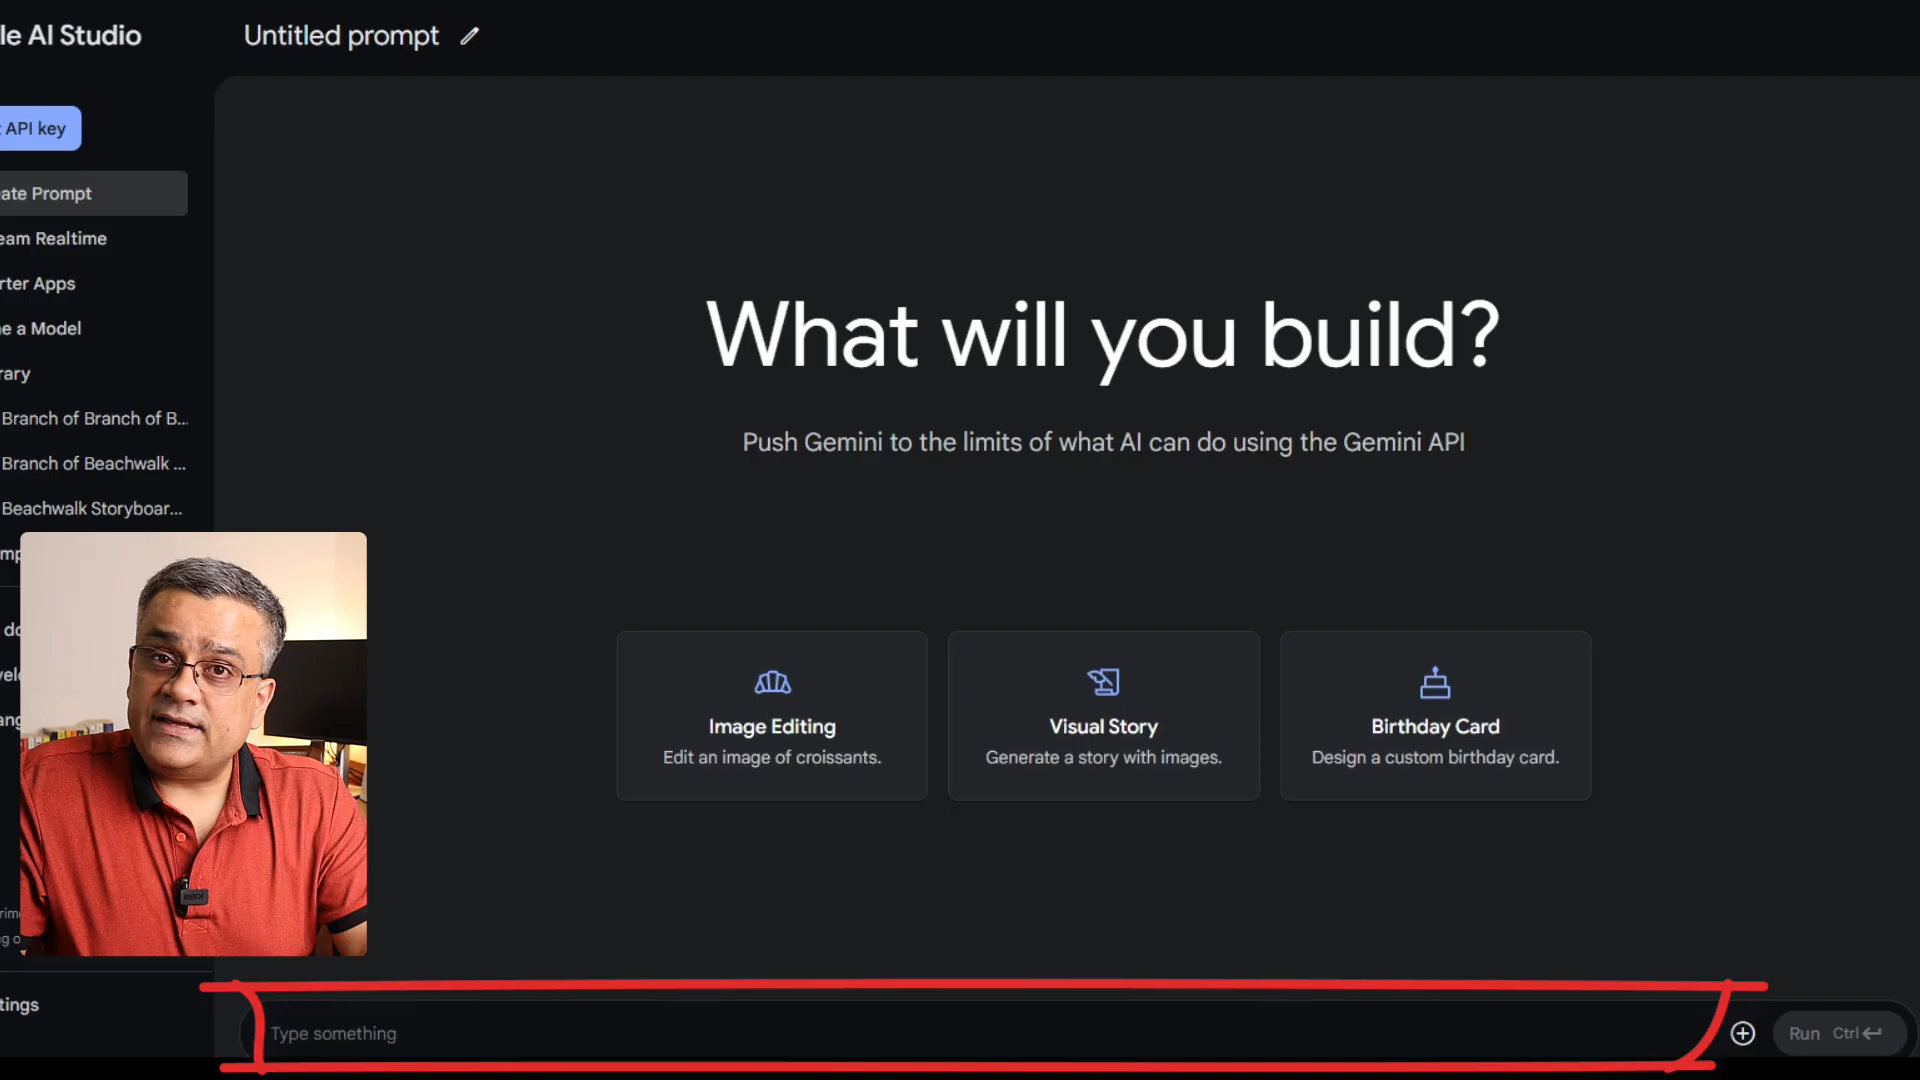 le AI Studio
Untitled prompt
API key
ate Prompt
eam Realtime
rter Apps
e a Model
rary
Branch of Branch of B...
Branch of Beachwalk ...
Beachwalk Storyboar...
What will you build?
Push Gemini to the limits of what AI can do using the Gemini API
Image Editing
Edit an image of croissants.
Visual Story
Generate a story with images.
Birthday Card
Design a custom birthday card.
RØDE
tings
Type something
Run Ctrl